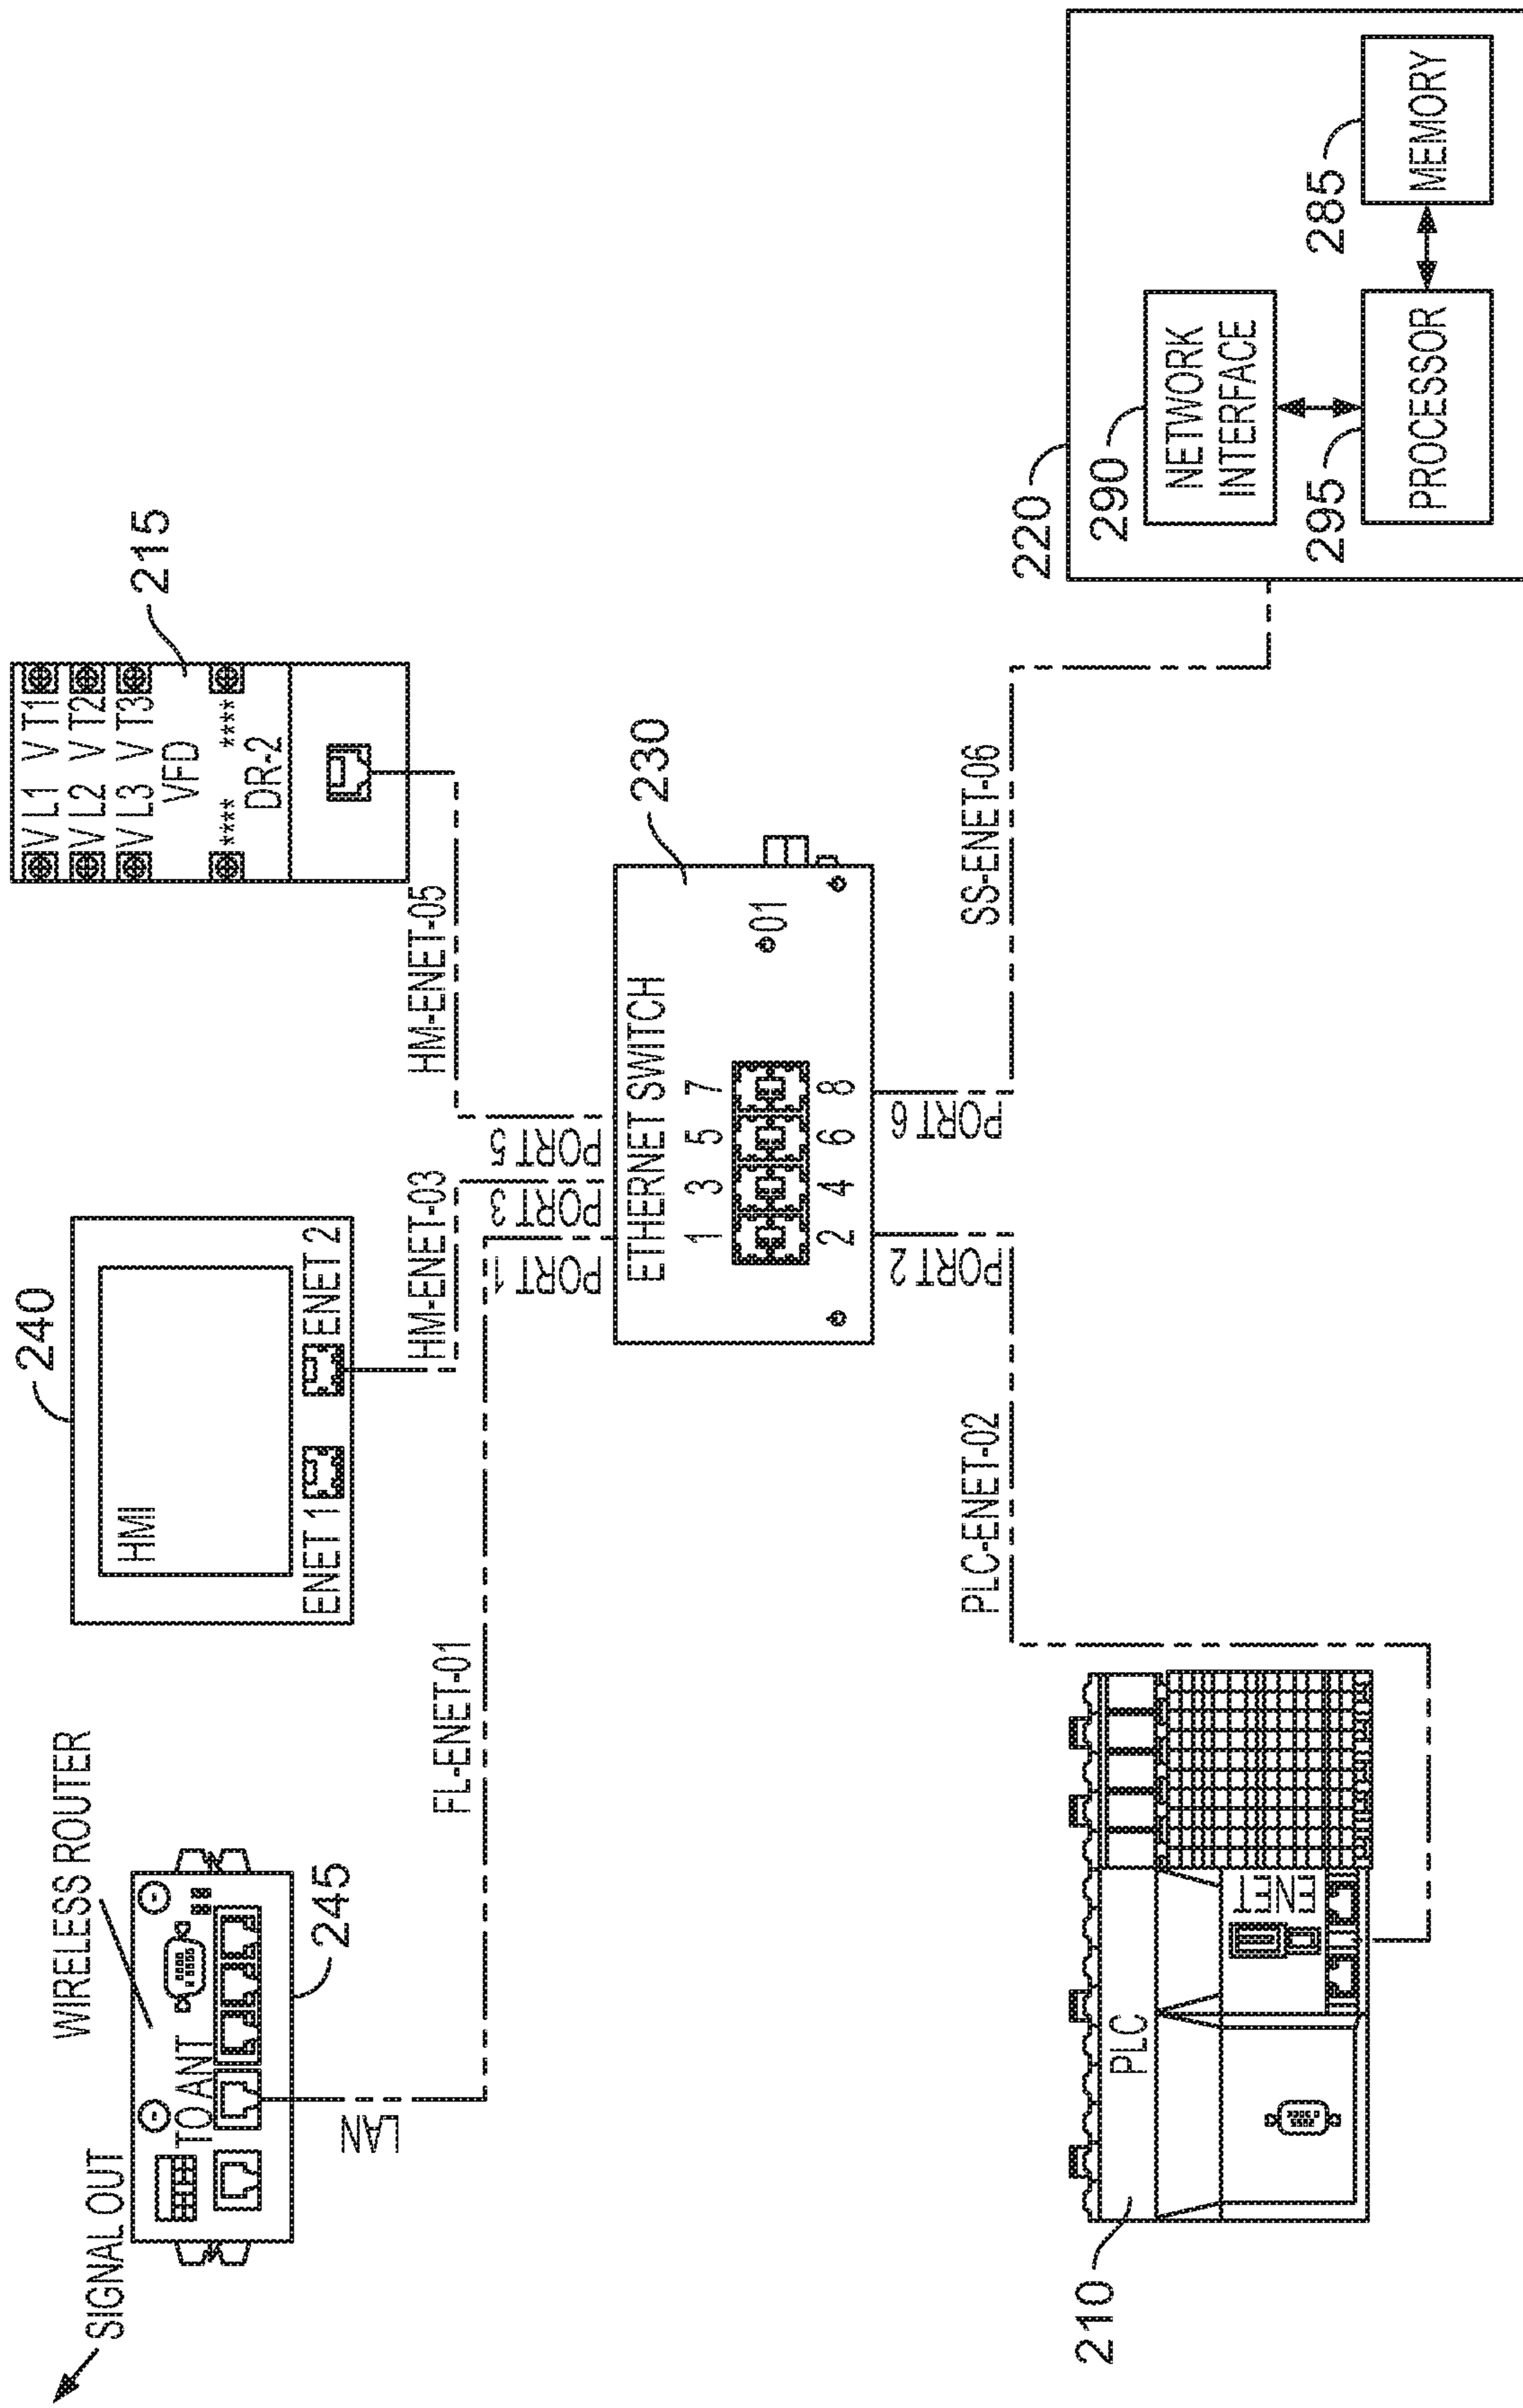 SIGNAL OUT
WIRELESS ROUTER
TO ANT
245
LAN
FL-ENET-01
240
HMI
ENET 1
ENET 2
HM-ENET-03
V L1 V T1
V L2 V T2
V L3 V T3
VFD
**** ****
DR-2
215
HM-ENET-05
PORT 1
PORT 3
PORT 5
ETHERNET SWITCH
230
1 3 5 7
01
2 4 6 8
PORT 2
PORT 6
PLC-ENET-02
SS-ENET-06
210
PLC
ENET
220
290
NETWORK
INTERFACE
295
PROCESSOR
285
MEMORY